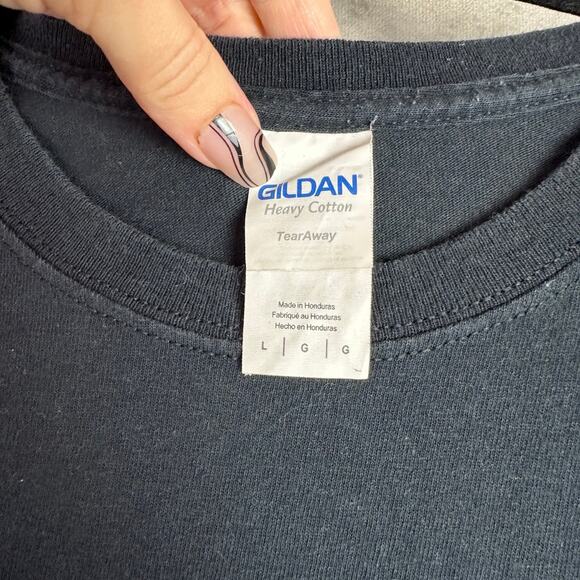 GILDAN®
Heavy Cotton
TearAway
Made in Honduras
Fabriqué au Honduras
Hecho en Honduras
L | G | G